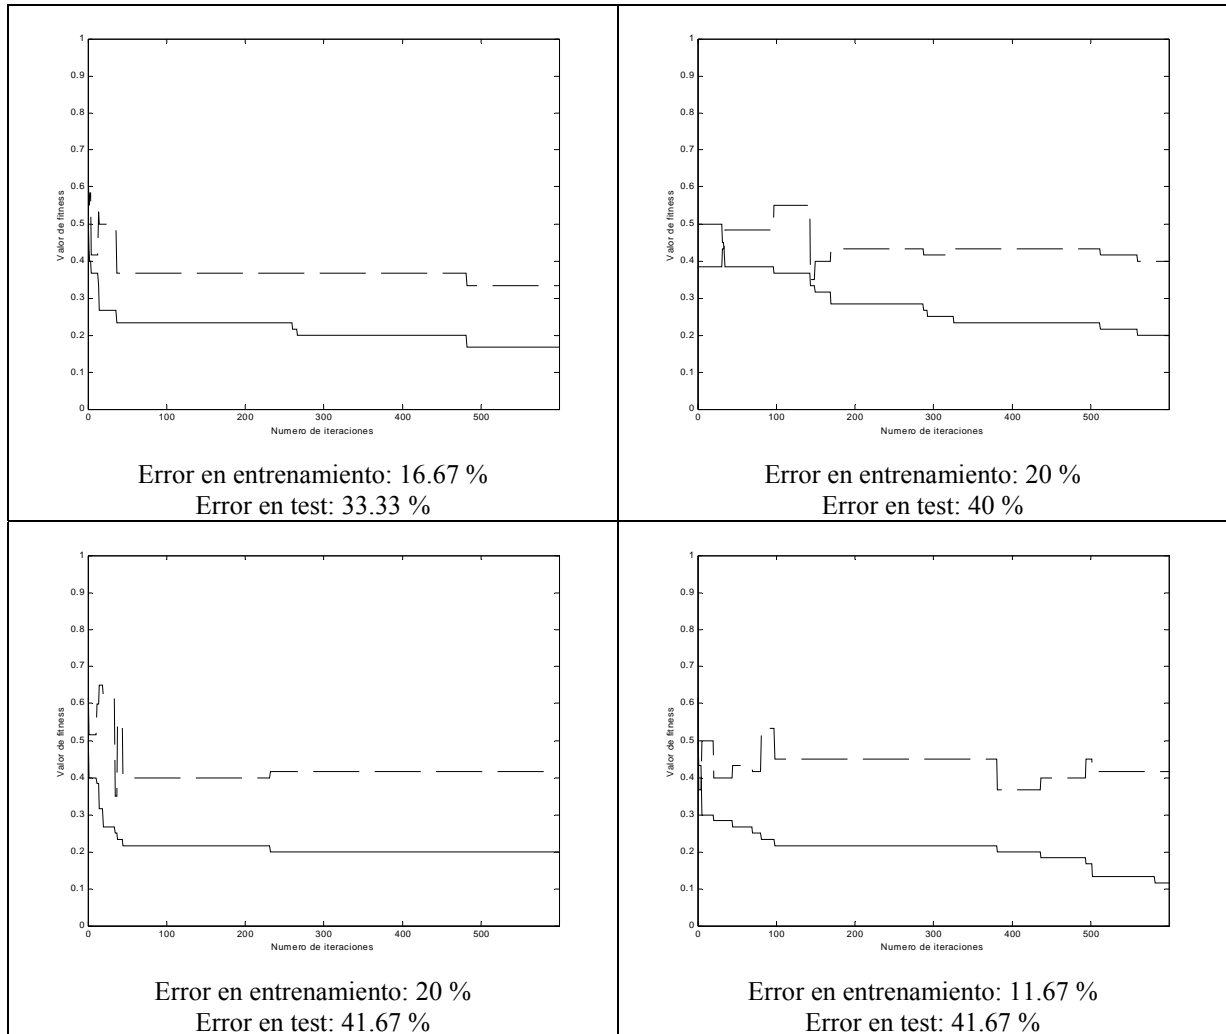 1
0.9
0.8
0.7
0.6
0.5
0.4
0.3
0.2
0.1
0
Valor de fitness
0 100 200 300 400 500
Numero de iteraciones
Error en entrenamiento: 16.67 %
Error en test: 33.33 %
1
0.9
0.8
0.7
0.6
0.5
0.4
0.3
0.2
0.1
0
Valor de fitness
0 100 200 300 400 500
Numero de iteraciones
Error en entrenamiento: 20 %
Error en test: 40 %
1
0.9
0.8
0.7
0.6
0.5
0.4
0.3
0.2
0.1
0
Valor de fitness
0 100 200 300 400 500
Numero de iteraciones
Error en entrenamiento: 20 %
Error en test: 41.67 %
1
0.9
0.8
0.7
0.6
0.5
0.4
0.3
0.2
0.1
0
Valor de fitness
0 100 200 300 400 500
Numero de iteraciones
Error en entrenamiento: 11.67 %
Error en test: 41.67 %